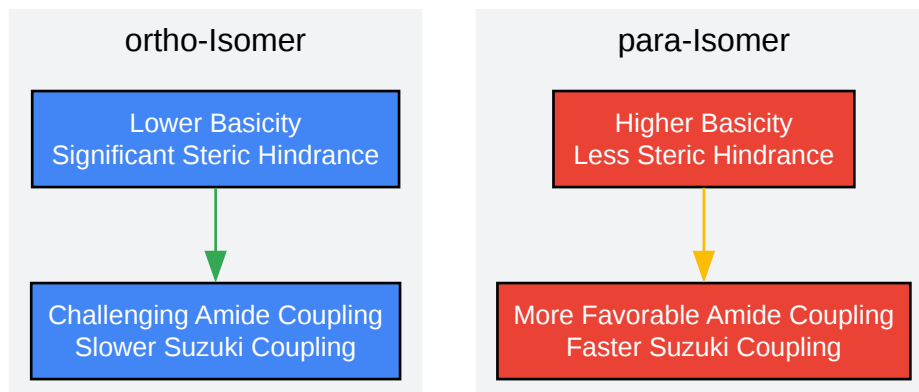 ortho-Isomer
Lower Basicity
Significant Steric Hindrance
Challenging Amide Coupling
Slower Suzuki Coupling
para-Isomer
Higher Basicity
Less Steric Hindrance
More Favorable Amide Coupling
Faster Suzuki Coupling